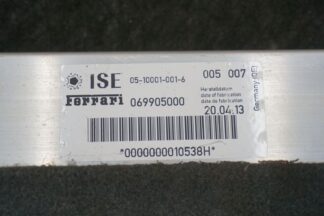 ISE 05-10001-001-6 005 007
Ferrari 069905000
Herstelldatum
date of fabrication
date de fabrication
20.04.13
Germany
*0000000010538H*